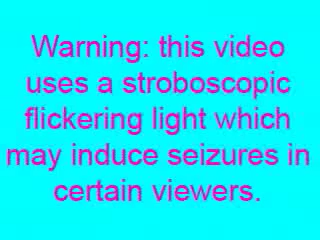 Warning: this video
uses a stroboscopic
flickering light which
may induce seizures in
certain viewers.